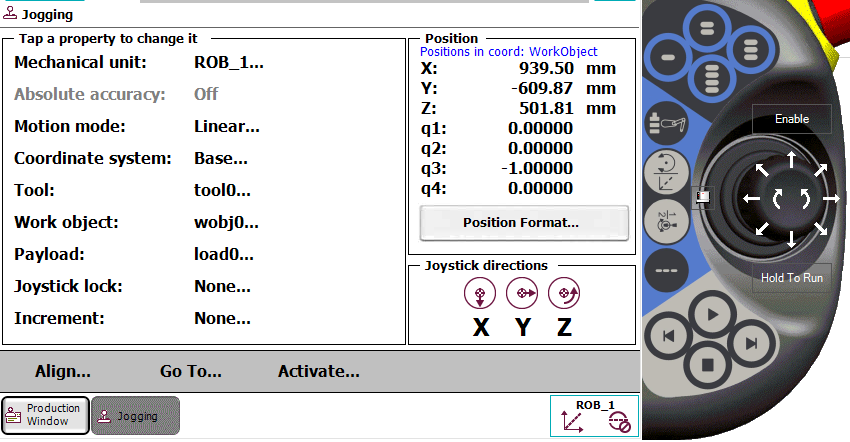 Jogging
Tap a property to change it
Mechanical unit: ROB_1...
Absolute accuracy: Off
Motion mode: Linear...
Coordinate system: Base...
Tool: tool0...
Work object: wobj0...
Payload: load0...
Joystick lock: None...
Increment: None...
Position
Positions in coord: WorkObject
X: 939.50 mm
Y: -609.87 mm
Z: 501.81 mm
q1: 0.00000
q2: 0.00000
q3: -1.00000
q4: 0.00000
Position Format...
Joystick directions
X Y Z
Align... Go To... Activate...
Production
Window
Jogging
ROB_1
Enable
Hold To Run